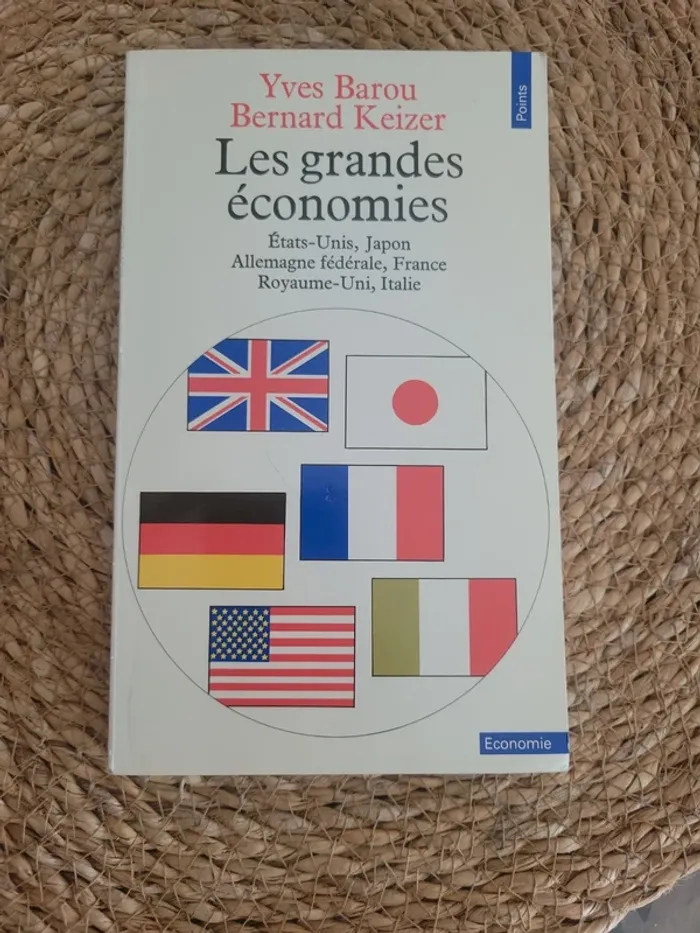 Points
Yves Barou
Bernard Keizer
Les grandes
économies
États-Unis, Japon
Allemagne fédérale, France
Royaume-Uni, Italie
Economie